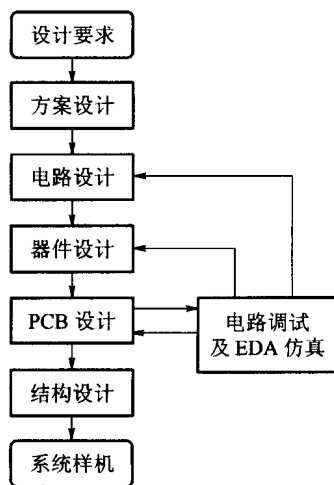 设计要求
方案设计
电路设计
器件设计
PCB 设计
电路调试
及 EDA 仿真
结构设计
系统样机